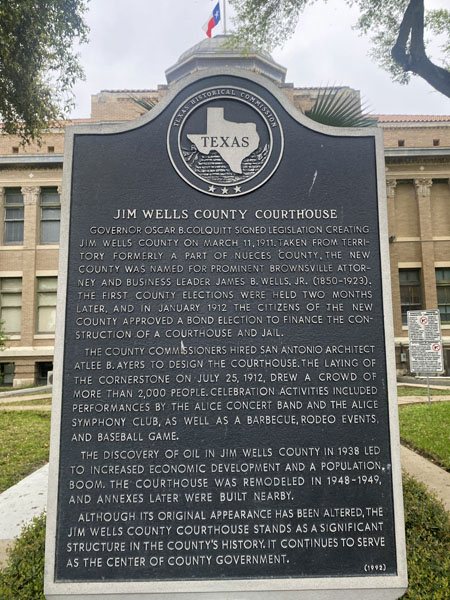 TEXAS HISTORICAL COMMISSION
TEXAS
JIM WELLS COUNTY COURTHOUSE
GOVERNOR OSCAR B. COLQUITT SIGNED LEGISLATION CREATING
JIM WELLS COUNTY ON MARCH 11, 1911. TAKEN FROM TERRI-
TORY FORMERLY A PART OF NUECES COUNTY, THE NEW
COUNTY WAS NAMED FOR PROMINENT BROWNSVILLE ATTOR-
NEY AND BUSINESS LEADER JAMES B. WELLS, JR. (1850-1923).
THE FIRST COUNTY ELECTIONS WERE HELD TWO MONTHS
LATER, AND IN JANUARY 1912 THE CITIZENS OF THE NEW
COUNTY APPROVED A BOND ELECTION TO FINANCE THE CON-
STRUCTION OF A COURTHOUSE AND JAIL.
THE COUNTY COMMISSIONERS HIRED SAN ANTONIO ARCHITECT
ATLEE B. AYERS TO DESIGN THE COURTHOUSE. THE LAYING OF
THE CORNERSTONE ON JULY 25, 1912, DREW A CROWD OF
MORE THAN 2,000 PEOPLE. CELEBRATION ACTIVITIES INCLUDED
PERFORMANCES BY THE ALICE CONCERT BAND AND THE ALICE
SYMPHONY CLUB, AS WELL AS A BARBECUE, RODEO EVENTS,
AND BASEBALL GAME.
THE DISCOVERY OF OIL IN JIM WELLS COUNTY IN 1938 LED
TO INCREASED ECONOMIC DEVELOPMENT AND A POPULATION
BOOM. THE COURTHOUSE WAS REMODELED IN 1948-1949,
AND ANNEXES LATER WERE BUILT NEARBY.
ALTHOUGH ITS ORIGINAL APPEARANCE HAS BEEN ALTERED, THE
JIM WELLS COUNTY COURTHOUSE STANDS AS A SIGNIFICANT
STRUCTURE IN THE COUNTY'S HISTORY. IT CONTINUES TO SERVE
AS THE CENTER OF COUNTY GOVERNMENT.
(1992)